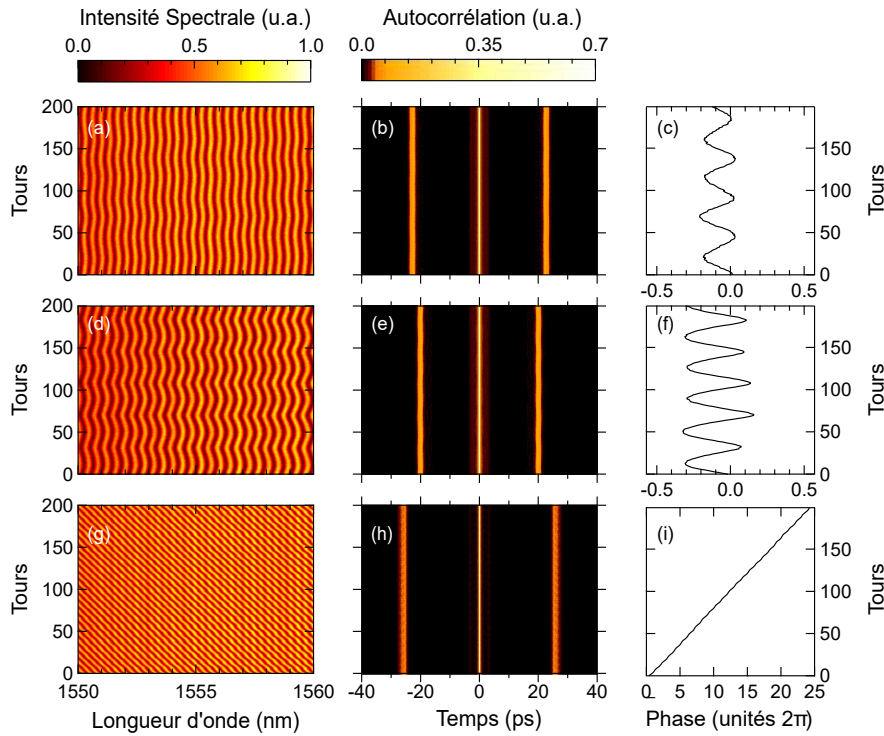 Intensité Spectrale (u.a.)
Autocorrélation (u.a.)
0.0 0.5 1.0
0.0 0.35 0.7
200
150
100
50
0
Tours
(a)
(b)
(c)
150
100
50
0
Tours
-0.5 0.0 0.5
200
150
100
50
0
Tours
(d)
(e)
(f)
150
100
50
0
Tours
-0.5 0.0 0.5
200
150
100
50
0
Tours
(g)
(h)
(i)
150
100
50
0
Tours
1550 1555 1560
-40 -20 0 20 40
0 5 10 15 20 25
Longueur d'onde (nm)
Temps (ps)
Phase (unités 2π)